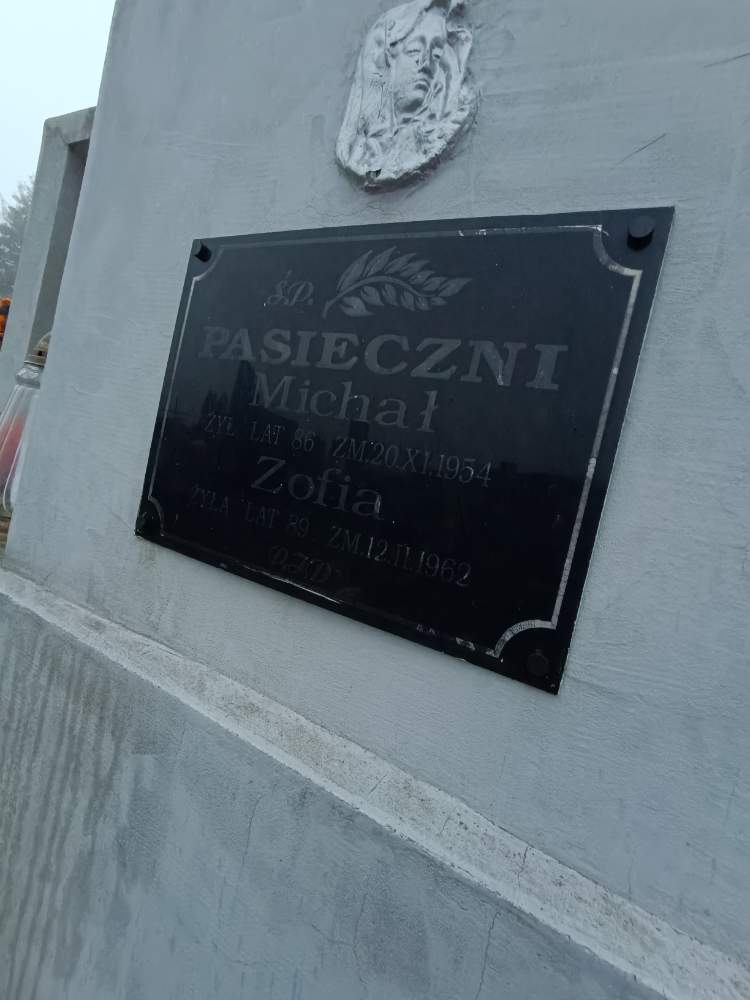 Ś.P.
PASIECZNI
Michał
ŻYŁ LAT 86 ZM.20.XI.1954
Zofia
ŻYŁA LAT 89 ZM.12.II.1962